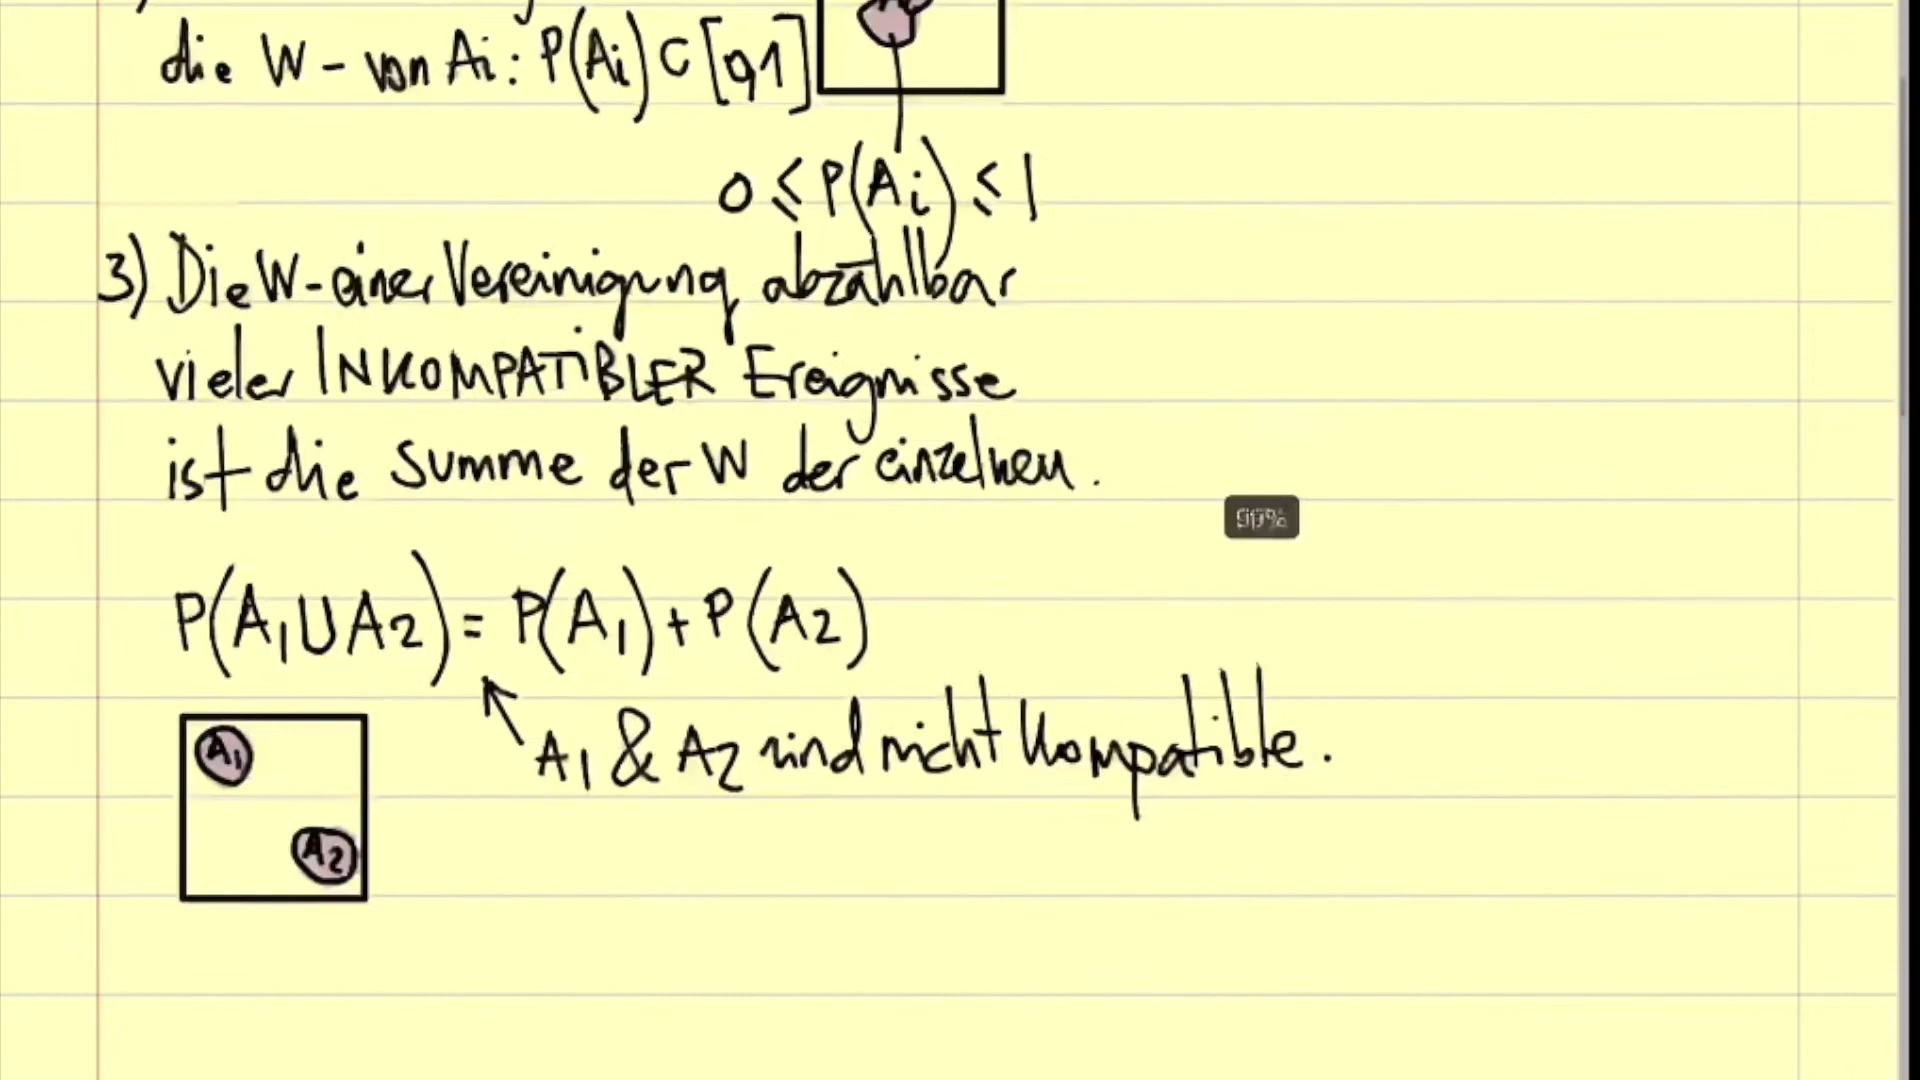 die W- von Ai: P(Ai) ⊂ [0,1]
0 ≤ P(Ai) ≤ 1
3) Die W- einer Vereinigung abzählbar
vieler INKOMPATIBLER Ereignisse
ist die Summe der W der einzelnen.
P(A1∪A2) = P(A1) + P(A2)
A1 & A2 sind nicht kompatible.
A1
A2